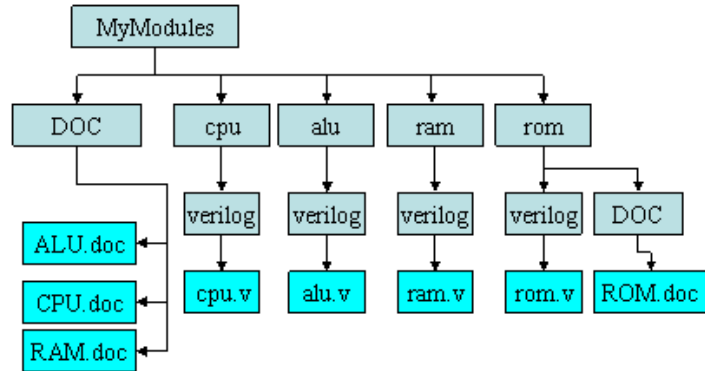 MyModules
DOC
cpu
alu
ram
rom
verilog
verilog
verilog
verilog
DOC
ALU.doc
cpu.v
alu.v
ram.v
rom.v
ROM.doc
CPU.doc
RAM.doc